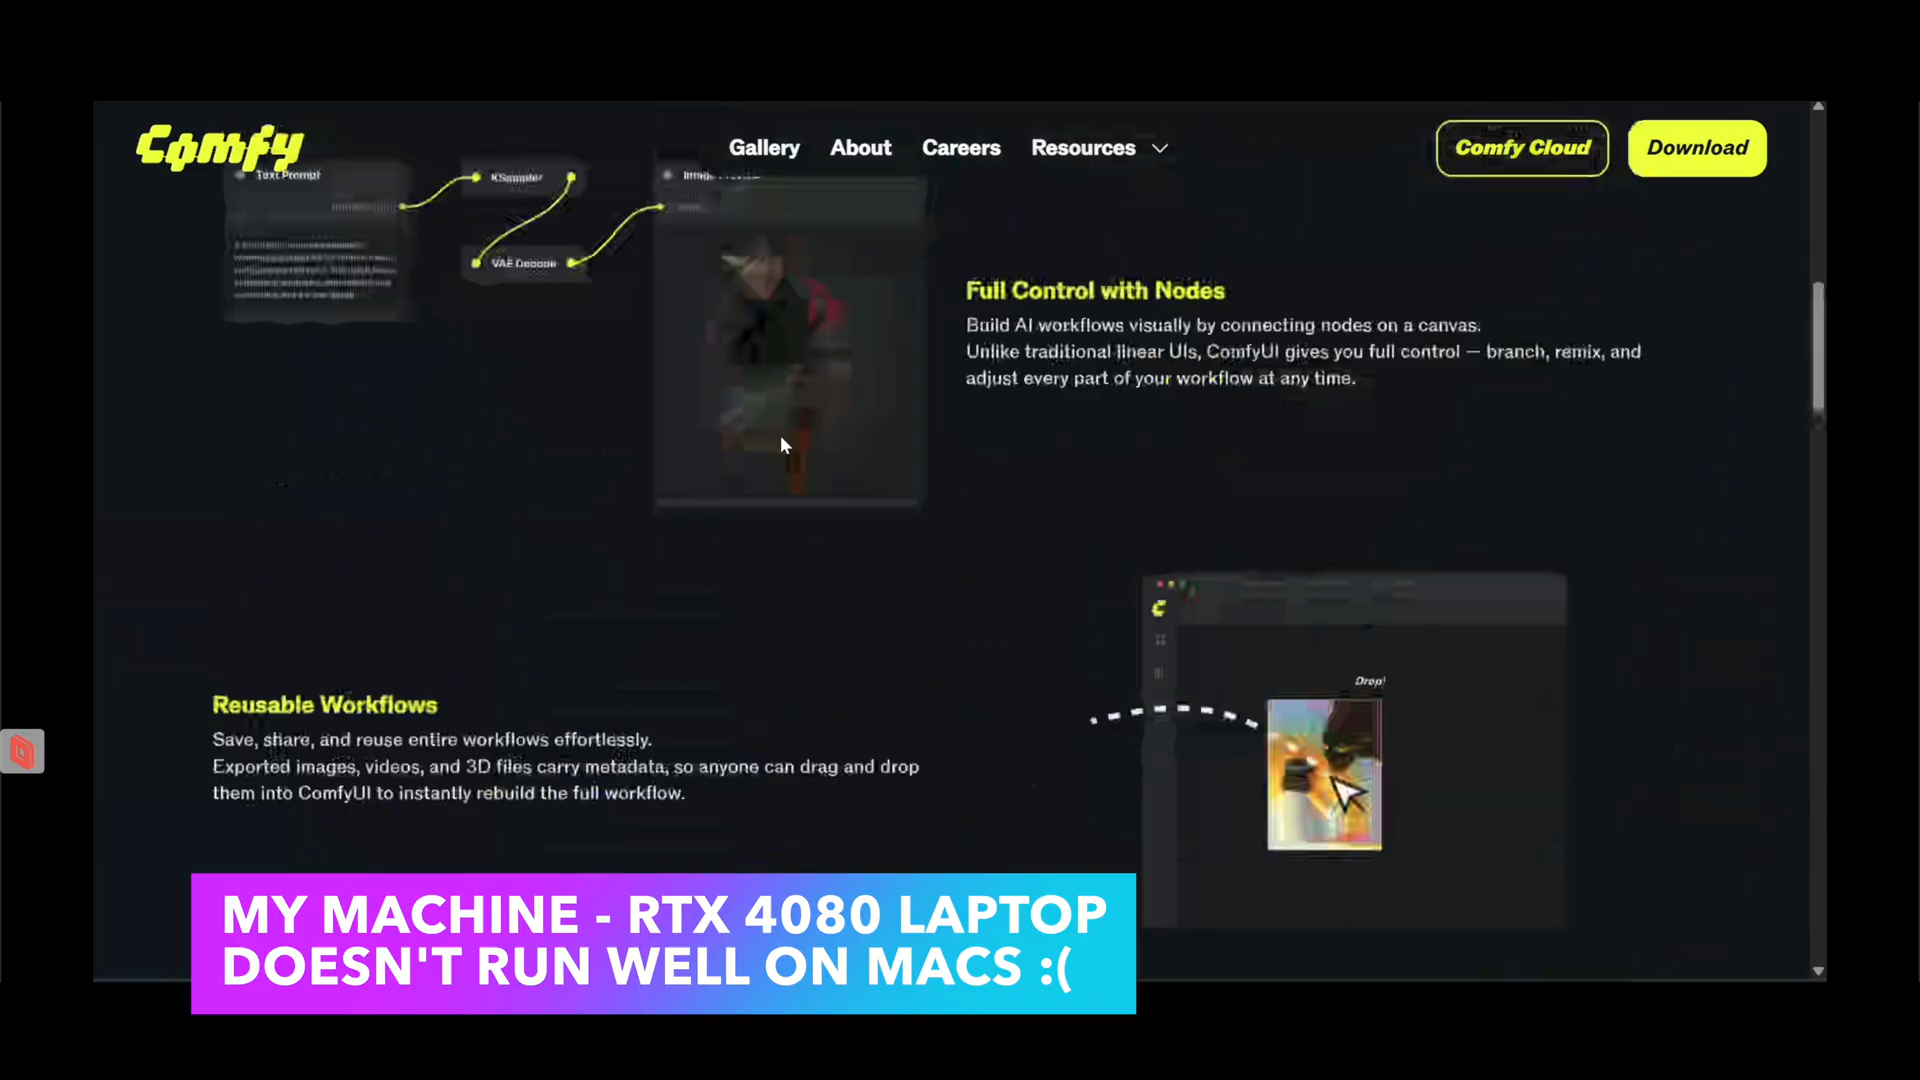 Comfy
Gallery About Careers Resources
Comfy Cloud Download
Text Prompt
KSampler
VAE Decode
Full Control with Nodes
Build AI workflows visually by connecting nodes on a canvas.
Unlike traditional linear UIs, ComfyUI gives you full control — branch, remix, and
adjust every part of your workflow at any time.
Drop!
Reusable Workflows
Save, share, and reuse entire workflows effortlessly.
Exported images, videos, and 3D files carry metadata, so anyone can drag and drop
them into ComfyUI to instantly rebuild the full workflow.
MY MACHINE - RTX 4080 LAPTOP
DOESN'T RUN WELL ON MACS :(